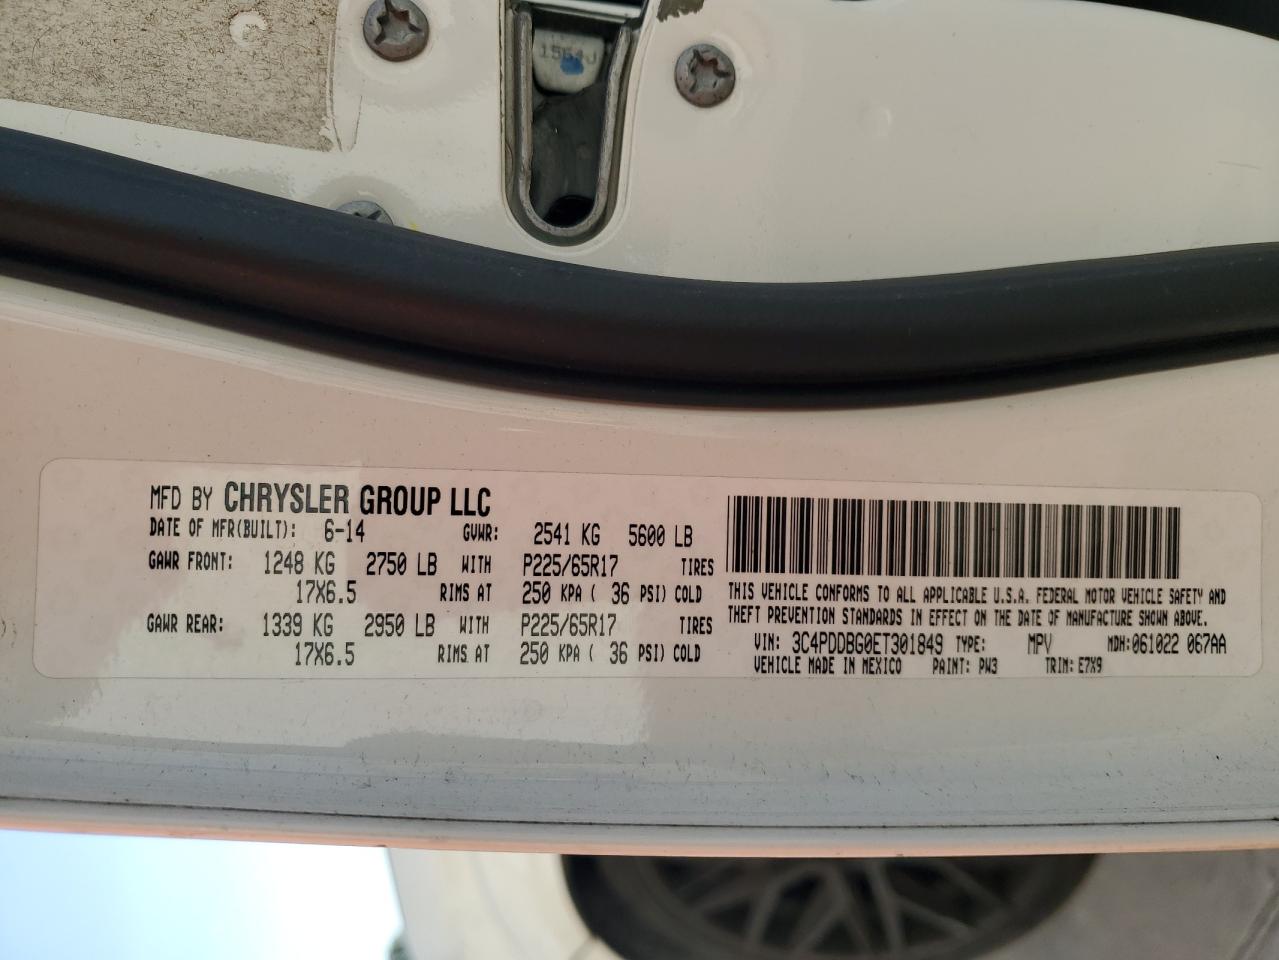 1564J
MFD BY CHRYSLER GROUP LLC
DATE OF MFR(BUILT): 6-14 GVWR: 2541 KG 5600 LB
GAWR FRONT: 1248 KG 2750 LB WITH P225/65R17 TIRES
17X6.5 RIMS AT 250 KPA ( 36 PSI) COLD
GAWR REAR: 1339 KG 2950 LB WITH P225/65R17 TIRES
17X6.5 RIMS AT 250 KPA ( 36 PSI) COLD
THIS VEHICLE CONFORMS TO ALL APPLICABLE U.S.A. FEDERAL MOTOR VEHICLE SAFETY AND
THEFT PREVENTION STANDARDS IN EFFECT ON THE DATE OF MANUFACTURE SHOWN ABOVE.
VIN: 3C4PDDBG0ET301849 TYPE: MPV MDH:061022 067AA
VEHICLE MADE IN MEXICO PAINT: PW3 TRIM: E7X9